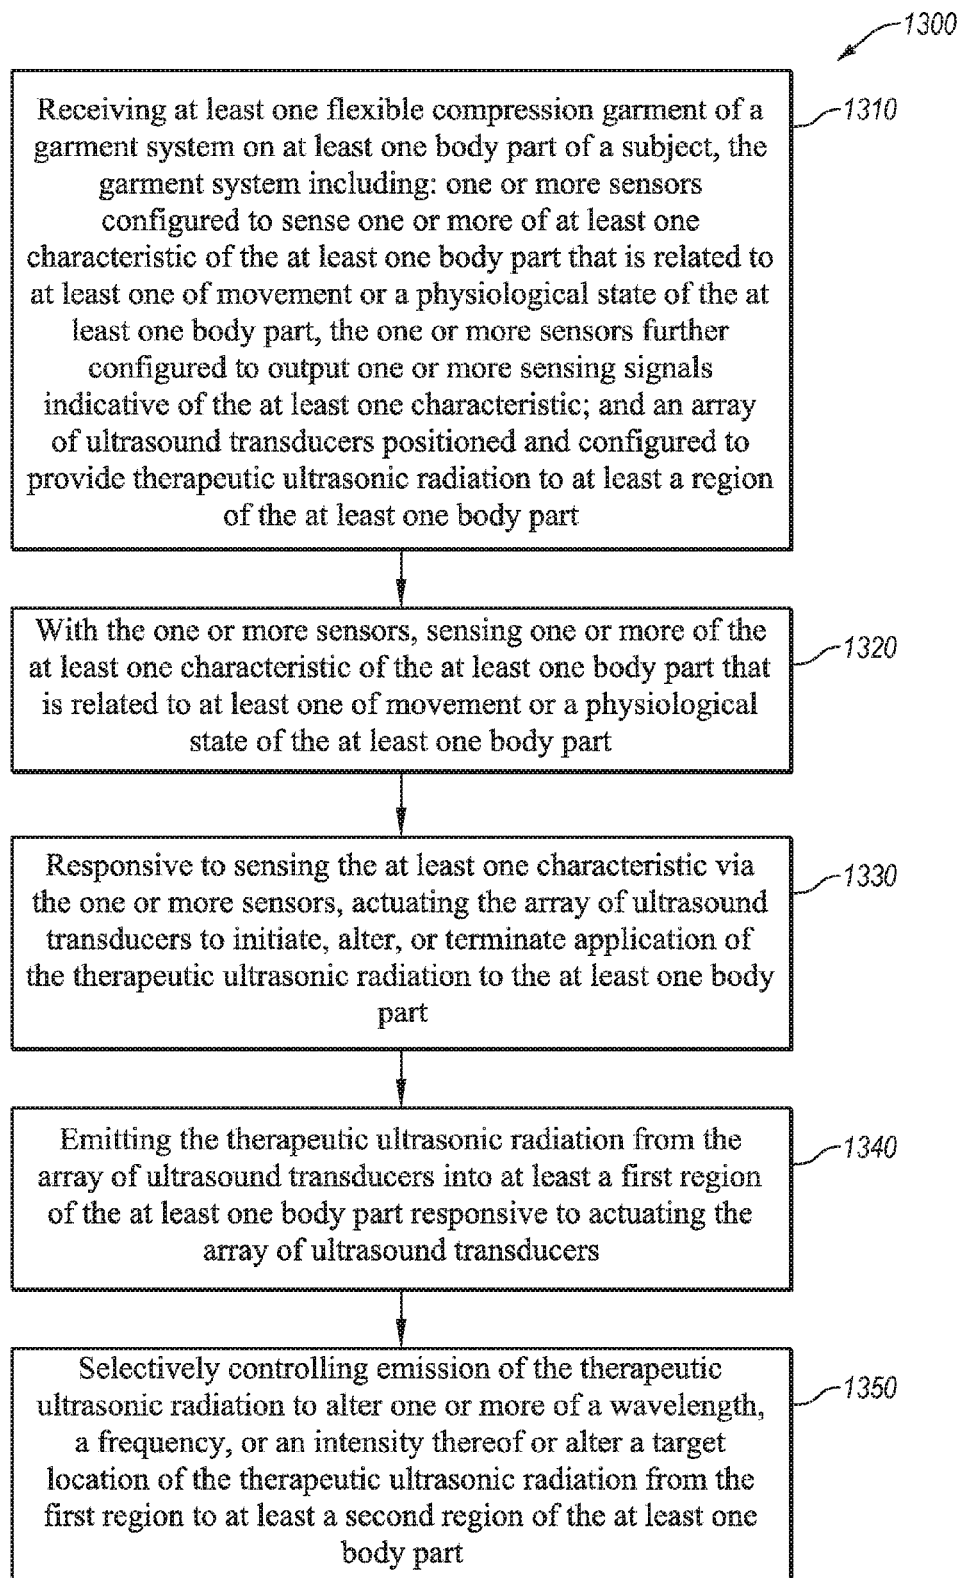 1300
Receiving at least one flexible compression garment of a
garment system on at least one body part of a subject, the
garment system including: one or more sensors
configured to sense one or more of at least one
characteristic of the at least one body part that is related to
at least one of movement or a physiological state of the at
least one body part, the one or more sensors further
configured to output one or more sensing signals
indicative of the at least one characteristic; and an array
of ultrasound transducers positioned and configured to
provide therapeutic ultrasonic radiation to at least a region
of the at least one body part
1310
With the one or more sensors, sensing one or more of the
at least one characteristic of the at least one body part that
is related to at least one of movement or a physiological
state of the at least one body part
1320
Responsive to sensing the at least one characteristic via
the one or more sensors, actuating the array of ultrasound
transducers to initiate, alter, or terminate application of
the therapeutic ultrasonic radiation to the at least one body
part
1330
Emitting the therapeutic ultrasonic radiation from the
array of ultrasound transducers into at least a first region
of the at least one body part responsive to actuating the
array of ultrasound transducers
1340
Selectively controlling emission of the therapeutic
ultrasonic radiation to alter one or more of a wavelength,
a frequency, or an intensity thereof or alter a target
location of the therapeutic ultrasonic radiation from the
first region to at least a second region of the at least one
body part
1350